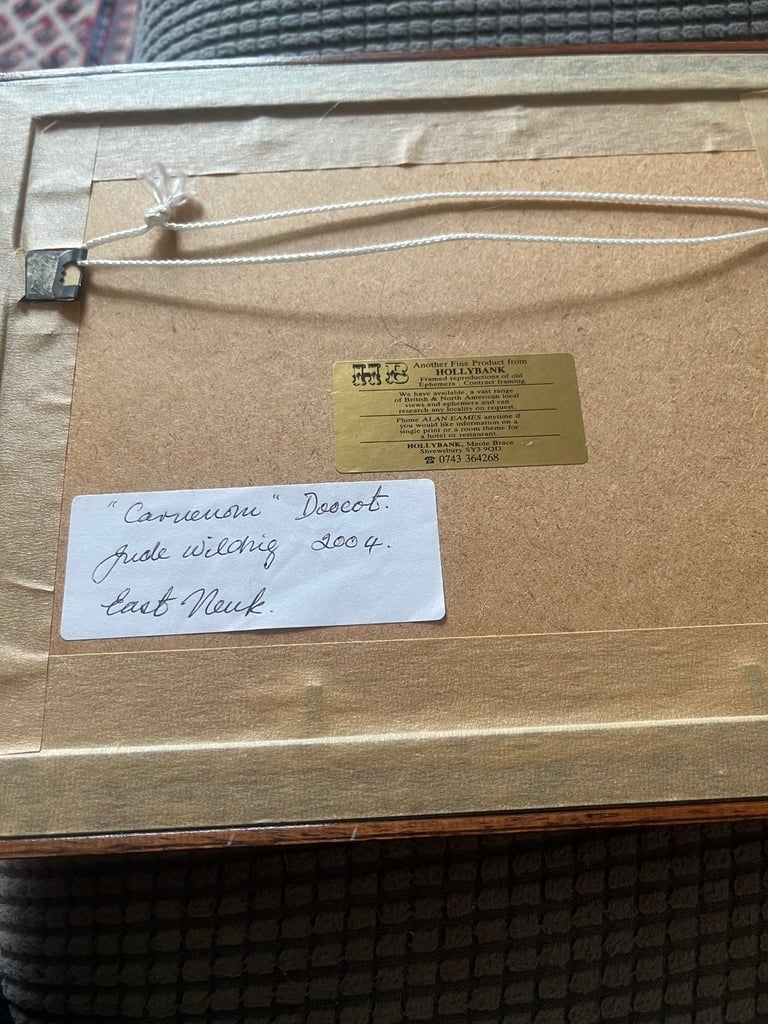 HB
Another Fine Product from
HOLLYBANK
Framed reproductions of old
Ephemera Contract framing
We have available, a vast range
of British & North American local
views and ephemera and can
research any locality on request.
Phone ALAN EAMES anytime if
you would like information on a
single print or a room theme for
a hotel or restaurant.
HOLLYBANK, Meole Brace
Shrewsbury SY3 9QD
☎ 0743 364268
" Doocot.
Jude Wildrig 2004.
East Neuk.